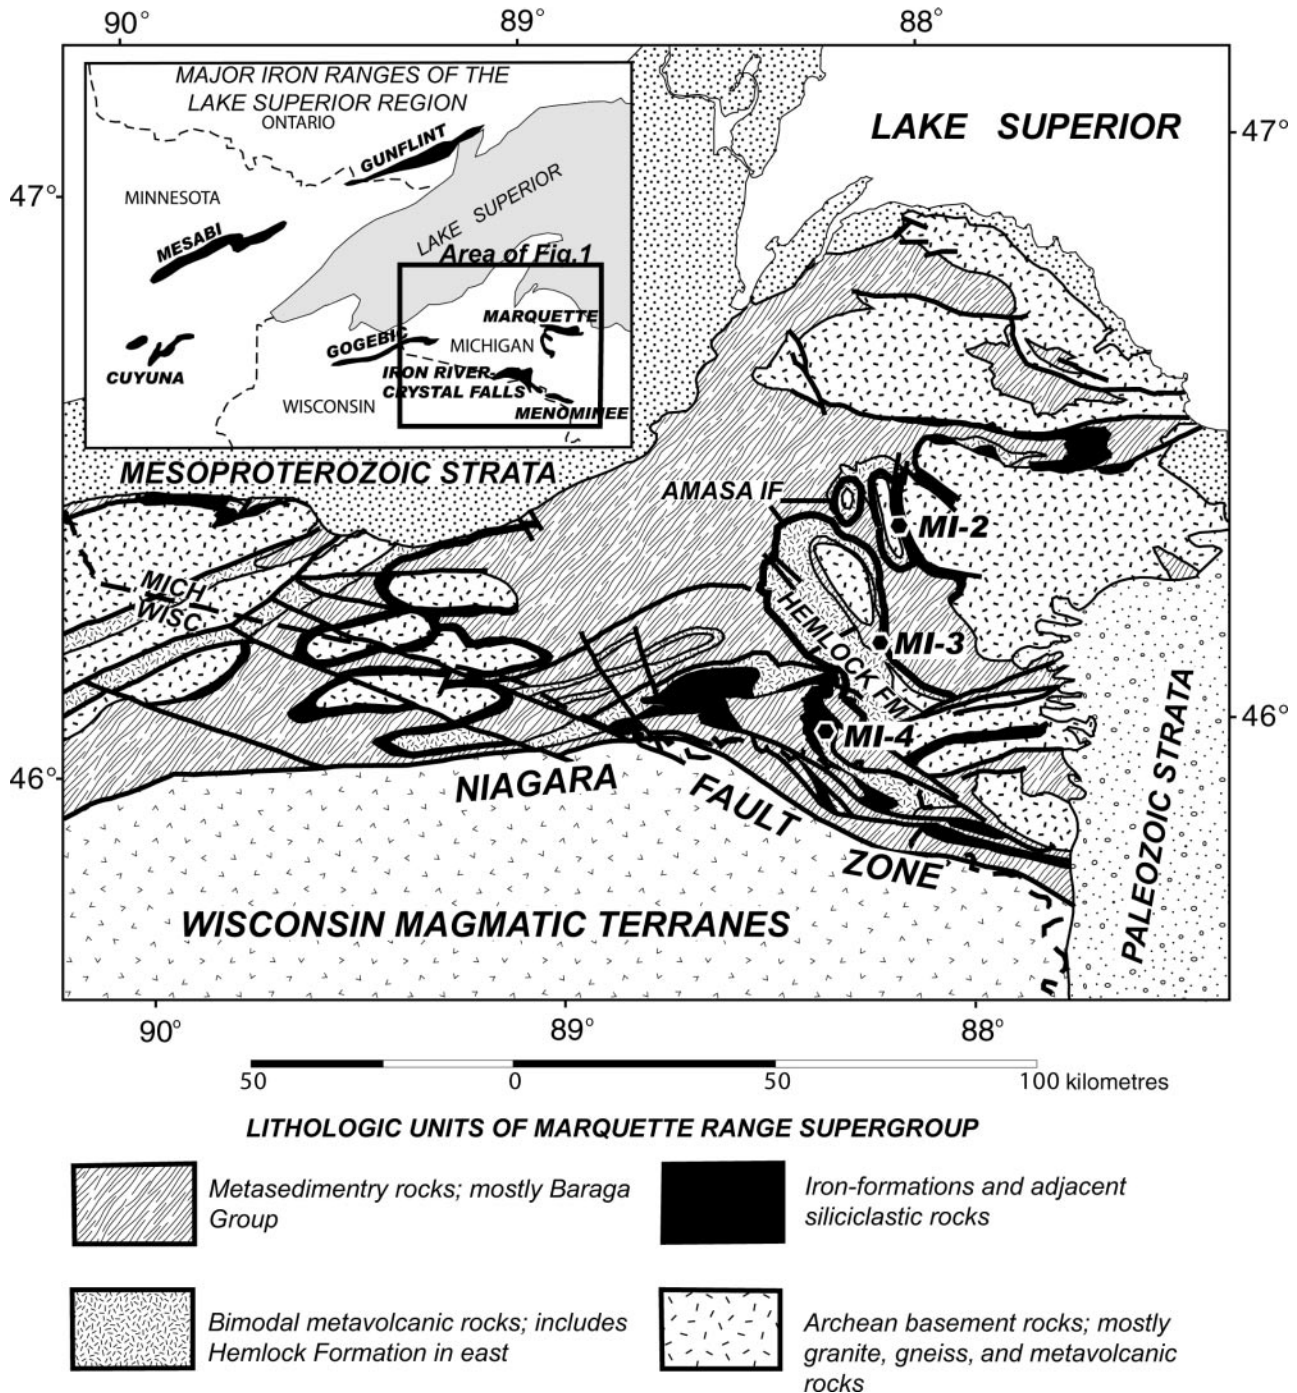 90°
89°
88°
MAJOR IRON RANGES OF THE
LAKE SUPERIOR REGION
ONTARIO
GUNFLINT
MINNESOTA
MESABI
LAKE SUPERIOR
Area of Fig.1
MARQUETTE
MICHIGAN
GOGEBIC
IRON RIVER-
CRYSTAL FALLS
CUYUNA
WISCONSIN
MENOMINEE
LAKE SUPERIOR
47°
47°
MESOPROTEROZOIC STRATA
AMASA IF
MI-2
MICH
WISC
HEMLOCK FM
MI-3
MI-4
46°
46°
NIAGARA
FAULT
ZONE
PALEOZOIC STRATA
WISCONSIN MAGMATIC TERRANES
90°
89°
88°
50
0
50
100 kilometres
LITHOLOGIC UNITS OF MARQUETTE RANGE SUPERGROUP
Metasedimentry rocks; mostly Baraga
Group
Iron-formations and adjacent
siliciclastic rocks
Bimodal metavolcanic rocks; includes
Hemlock Formation in east
Archean basement rocks; mostly
granite, gneiss, and metavolcanic
rocks